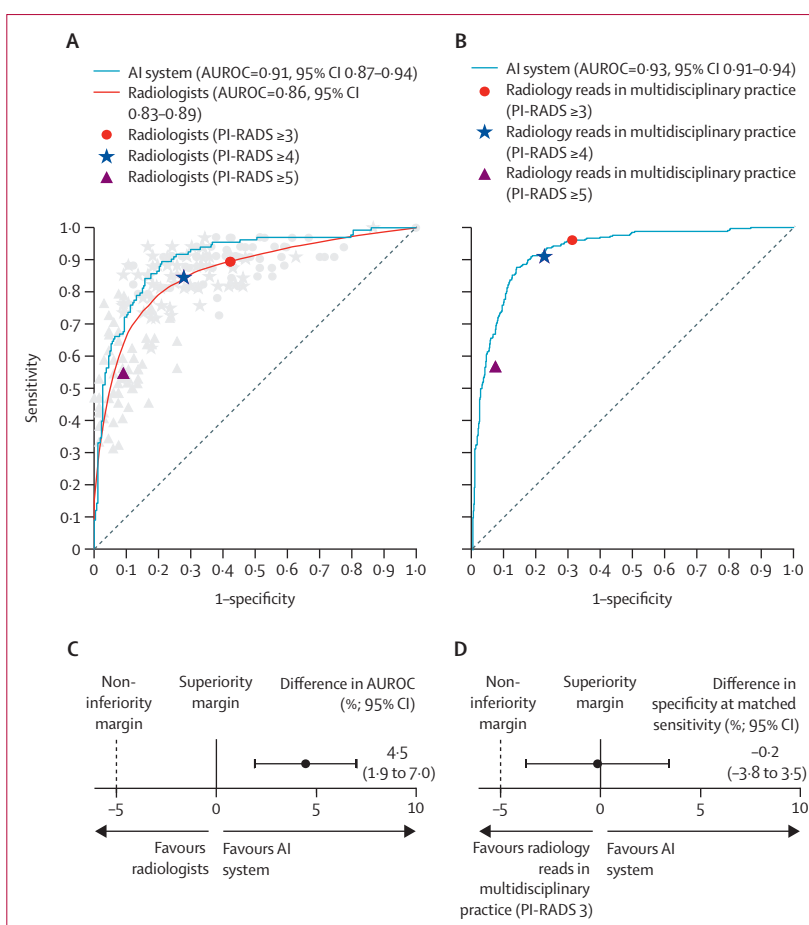 A
AI system (AUROC=0·91, 95% CI 0·87–0·94)
Radiologists (AUROC=0·86, 95% CI
0·83–0·89)
Radiologists (PI-RADS ≥3)
Radiologists (PI-RADS ≥4)
Radiologists (PI-RADS ≥5)
B
AI system (AUROC=0·93, 95% CI 0·91–0·94)
Radiology reads in multidisciplinary practice
(PI-RADS ≥3)
Radiology reads in multidisciplinary practice
(PI-RADS ≥4)
Radiology reads in multidisciplinary practice
(PI-RADS ≥5)
Sensitivity
1·0
0·9
0·8
0·7
0·6
0·5
0·4
0·3
0·2
0·1
0
0 0·1 0·2 0·3 0·4 0·5 0·6 0·7 0·8 0·9 1·0
1–specificity
0 0·1 0·2 0·3 0·4 0·5 0·6 0·7 0·8 0·9 1·0
1–specificity
C
Non-
inferiority
margin
Superiority
margin
Difference in AUROC
(%; 95% CI)
4·5
(1·9 to 7·0)
–5 0 5 10
Favours
radiologists
Favours AI
system
D
Non-
inferiority
margin
Superiority
margin
Difference in
specificity at matched
sensitivity (%; 95% CI)
–0·2
(–3·8 to 3·5)
–5 0 5 10
Favours radiology
reads in
multidisciplinary
practice (PI-RADS 3)
Favours AI
system